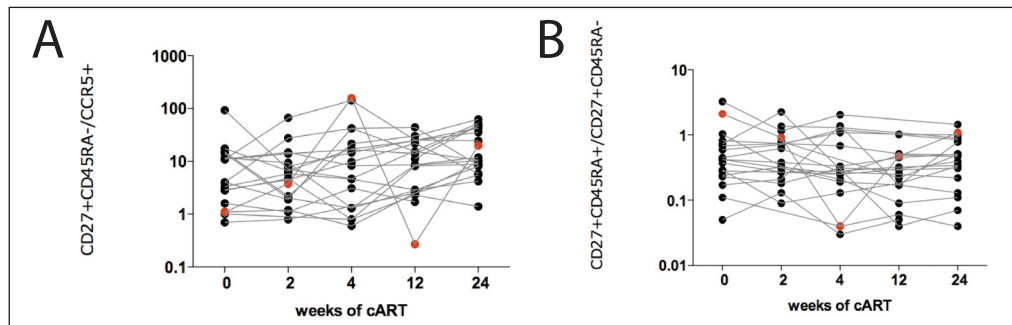 A
CD27+CD45RA-/CCR5+
1000
100
10
1
0.1
0 2 4 12 24
weeks of cART
B
CD27+CD45RA+/CD27+CD45RA-
10
1
0.1
0.01
0 2 4 12 24
weeks of cART